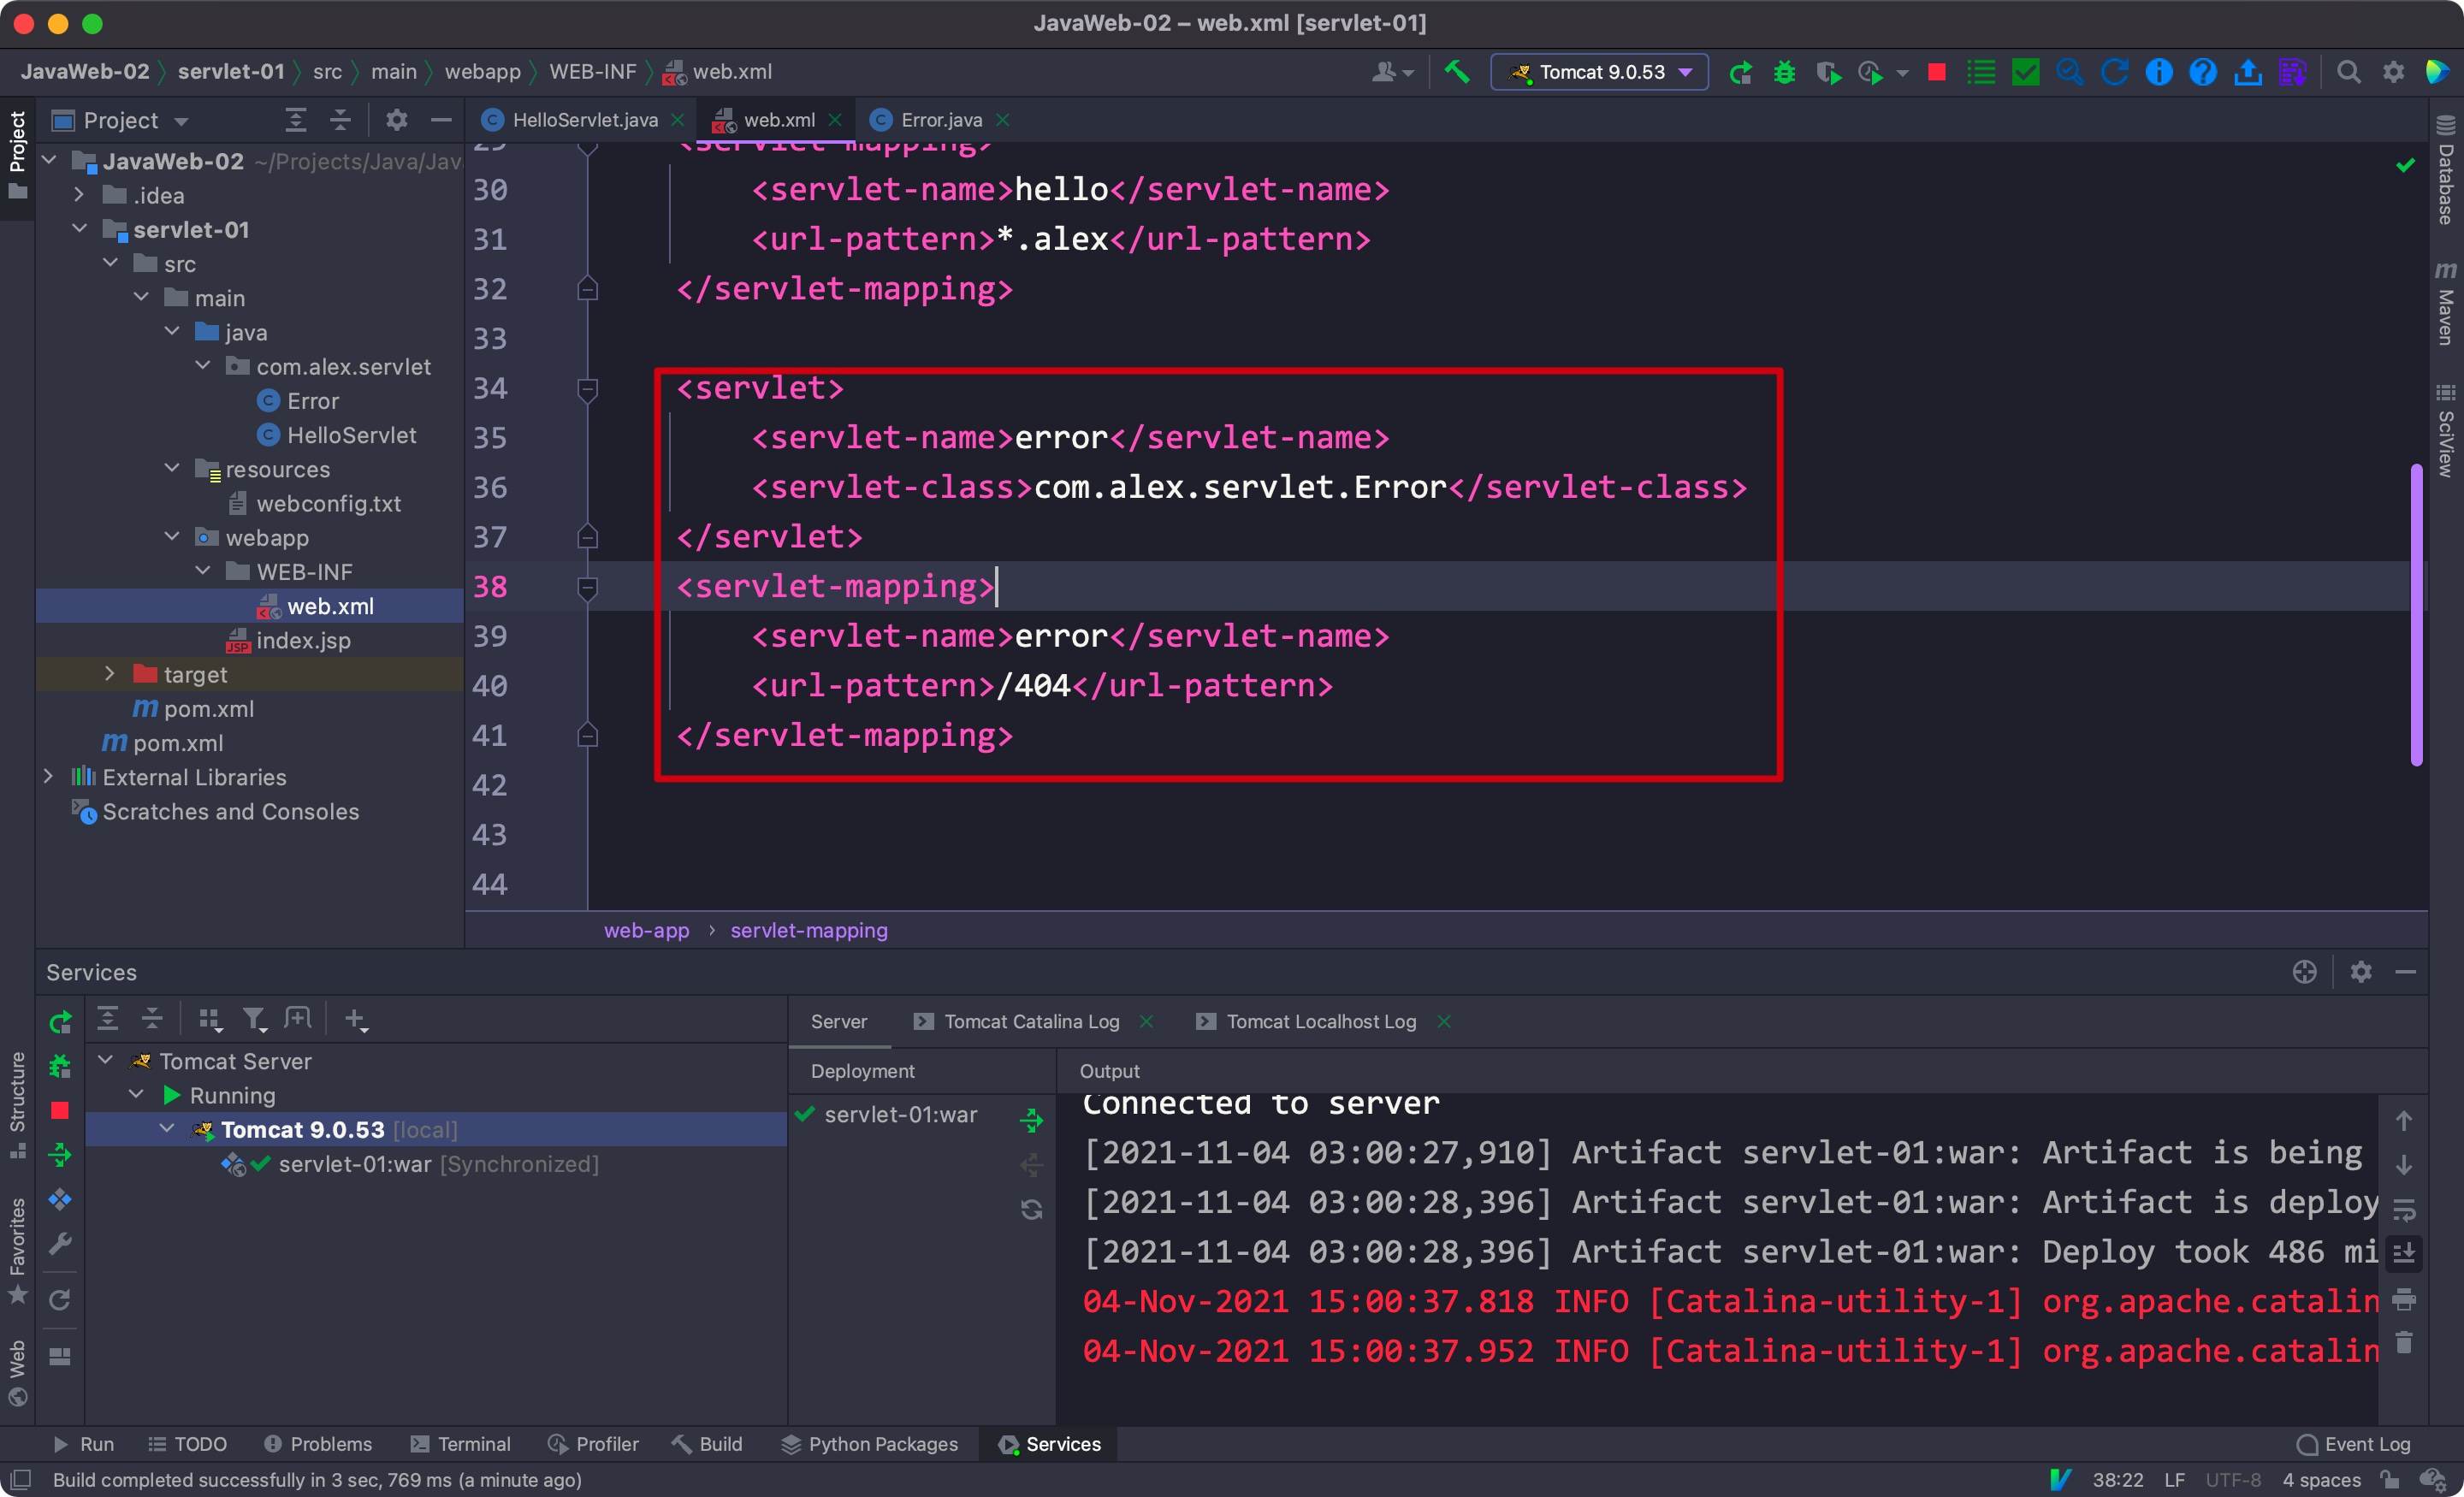 JavaWeb-02 – web.xml [servlet-01]
JavaWeb-02 servlet-01 src main webapp WEB-INF web.xml
Tomcat 9.0.53
Project
Project
HelloServlet.java
web.xml
Error.java
JavaWeb-02 ~/Projects/Java/Jav
.idea
servlet-01
src
main
java
com.alex.servlet
Error
HelloServlet
resources
webconfig.txt
webapp
WEB-INF
web.xml
index.jsp
target
pom.xml
pom.xml
External Libraries
Scratches and Consoles
29 <servlet-mapping>
30 <servlet-name>hello</servlet-name>
31 <url-pattern>*.alex</url-pattern>
32 </servlet-mapping>
33
34 <servlet>
35 <servlet-name>error</servlet-name>
36 <servlet-class>com.alex.servlet.Error</servlet-class>
37 </servlet>
38 <servlet-mapping>
39 <servlet-name>error</servlet-name>
40 <url-pattern>/404</url-pattern>
41 </servlet-mapping>
42
43
44
web-app › servlet-mapping
Database
Maven
SciView
Services
Structure
Favorites
Web
Tomcat Server
Running
Tomcat 9.0.53 [local]
servlet-01:war [Synchronized]
Server
Tomcat Catalina Log
Tomcat Localhost Log
Deployment
Output
servlet-01:war
Connected to server
[2021-11-04 03:00:27,910] Artifact servlet-01:war: Artifact is being
[2021-11-04 03:00:28,396] Artifact servlet-01:war: Artifact is deploy
[2021-11-04 03:00:28,396] Artifact servlet-01:war: Deploy took 486 mi
04-Nov-2021 15:00:37.818 INFO [Catalina-utility-1] org.apache.catalin
04-Nov-2021 15:00:37.952 INFO [Catalina-utility-1] org.apache.catalin
Run
TODO
Problems
Terminal
Profiler
Build
Python Packages
Services
Event Log
Build completed successfully in 3 sec, 769 ms (a minute ago)
38:22 LF UTF-8 4 spaces